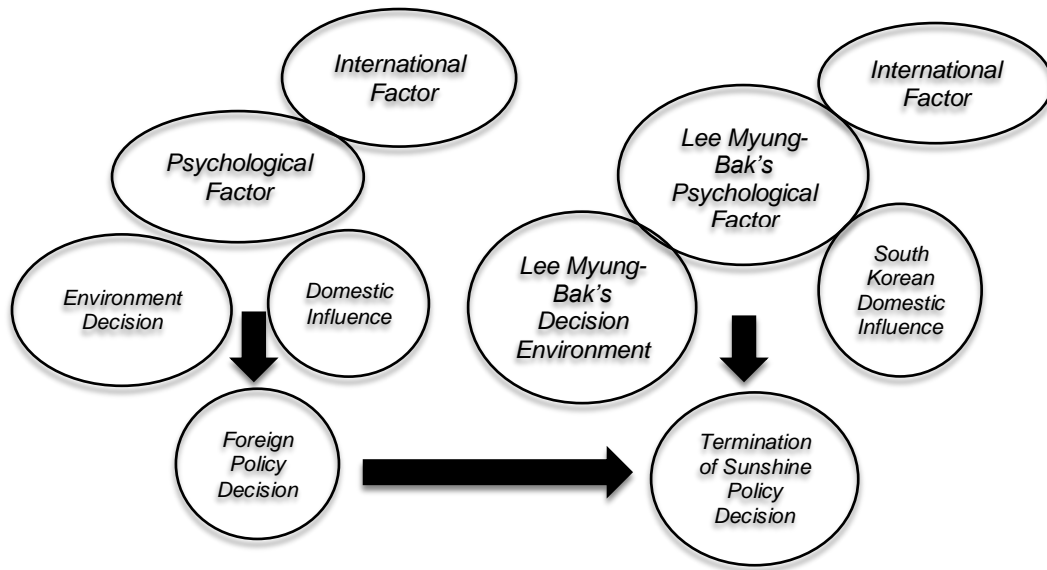 International
Factor
Psychological
Factor
Environment
Decision
Domestic
Influence
Foreign
Policy
Decision
International
Factor
Lee Myung-
Bak's
Psychological
Factor
Lee Myung-
Bak's
Decision
Environment
South
Korean
Domestic
Influence
Termination
of Sunshine
Policy
Decision